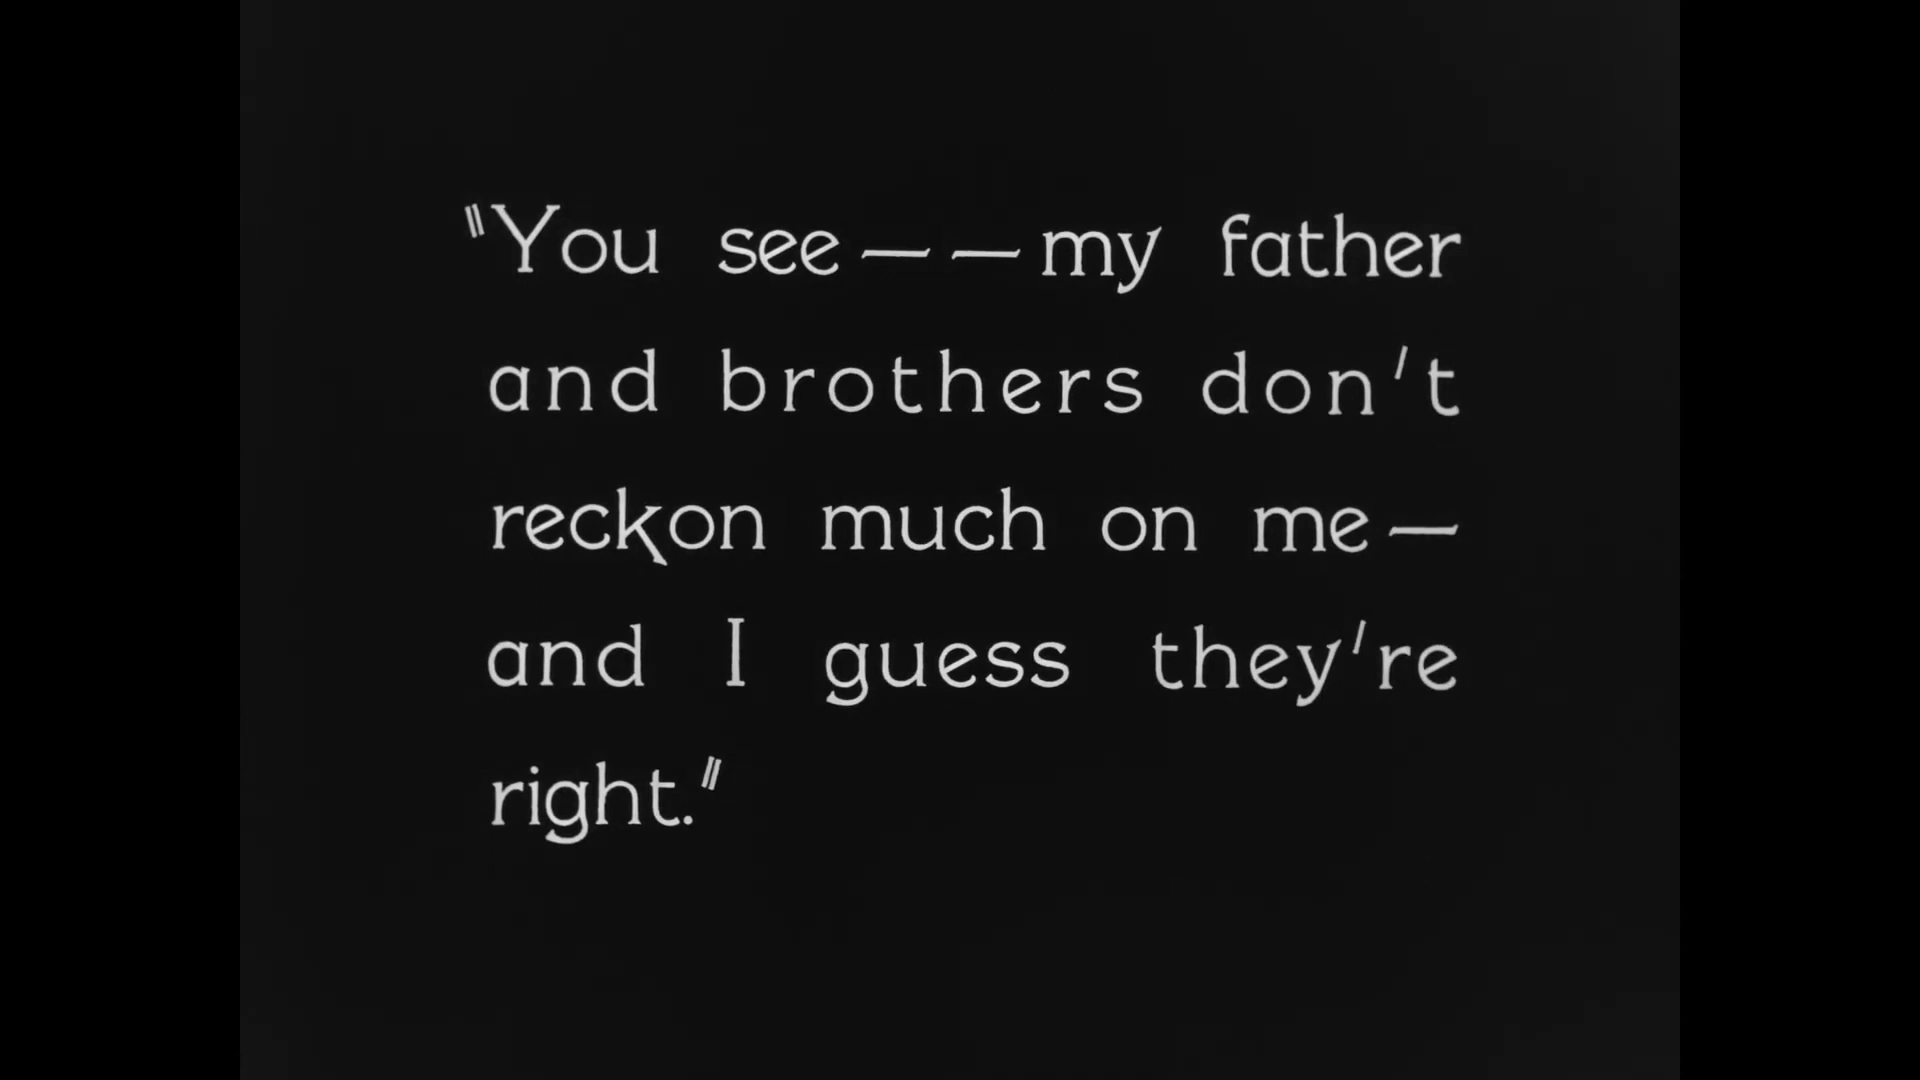 "You see — — my father
and brothers don't
reckon much on me —
and I guess they're
right."